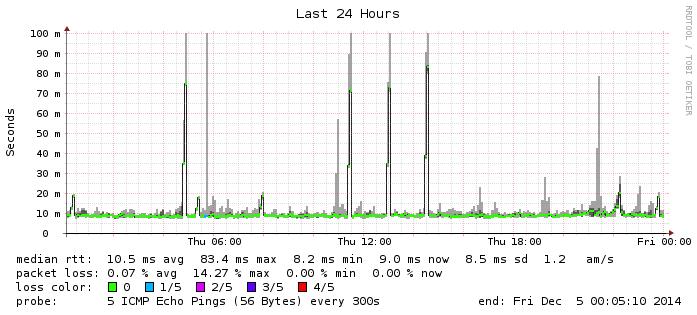 Last 24 Hours
RRDTOOL / TOBI OETIKER
Seconds
100 m
90 m
80 m
70 m
60 m
50 m
40 m
30 m
20 m
10 m
0
Thu 06:00 Thu 12:00 Thu 18:00 Fri 00:00
median rtt: 10.5 ms avg 83.4 ms max 8.2 ms min 9.0 ms now 8.5 ms sd 1.2 am/s
packet loss: 0.07 % avg 14.27 % max 0.00 % min 0.00 % now
loss color: 0 1/5 2/5 3/5 4/5
probe: 5 ICMP Echo Pings (56 Bytes) every 300s end: Fri Dec 5 00:05:10 2014